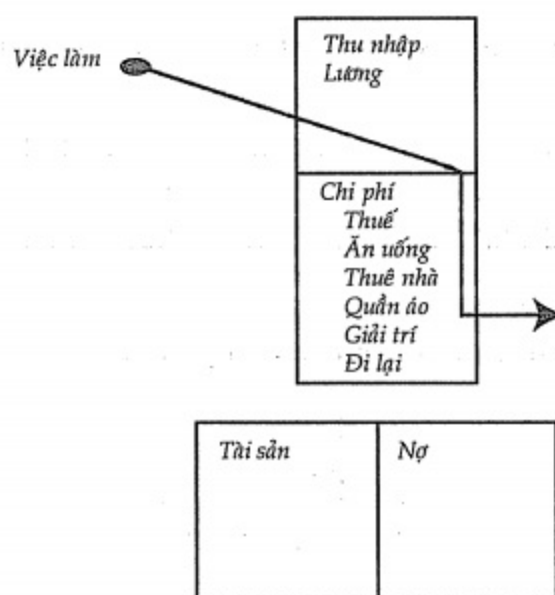 Việc làm
Thu nhập
Lương
Chi phí
Thuế
Ăn uống
Thuê nhà
Quần áo
Giải trí
Đi lại
Tài sản
Nợ